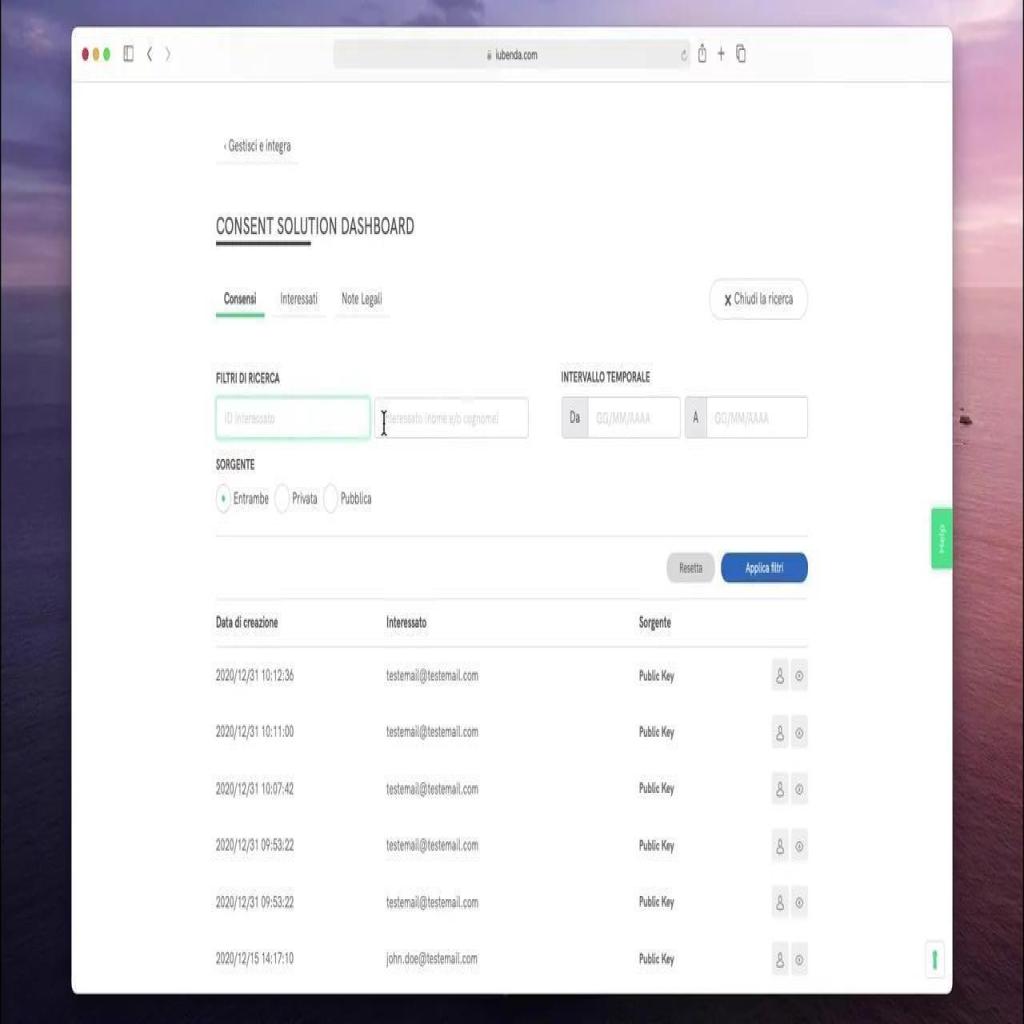 iubenda.com
‹ Gestisci e integra
CONSENT SOLUTION DASHBOARD
Consensi Interessati Note Legali
✗ Chiudi la ricerca
FILTRI DI RICERCA
INTERVALLO TEMPORALE
ID Interessato
(nome e/o cognome)
Da GG/MM/AAAA A GG/MM/AAAA
SORGENTE
Entrambe Privata Pubblica
Help
Resetta Applica filtri
Data di creazione Interessato Sorgente
2020/12/31 10:12:36 testemail@testemail.com Public Key
2020/12/31 10:11:00 testemail@testemail.com Public Key
2020/12/31 10:07:42 testemail@testemail.com Public Key
2020/12/31 09:53:22 testemail@testemail.com Public Key
2020/12/31 09:53:22 testemail@testemail.com Public Key
2020/12/15 14:17:10 john.doe@testemail.com Public Key